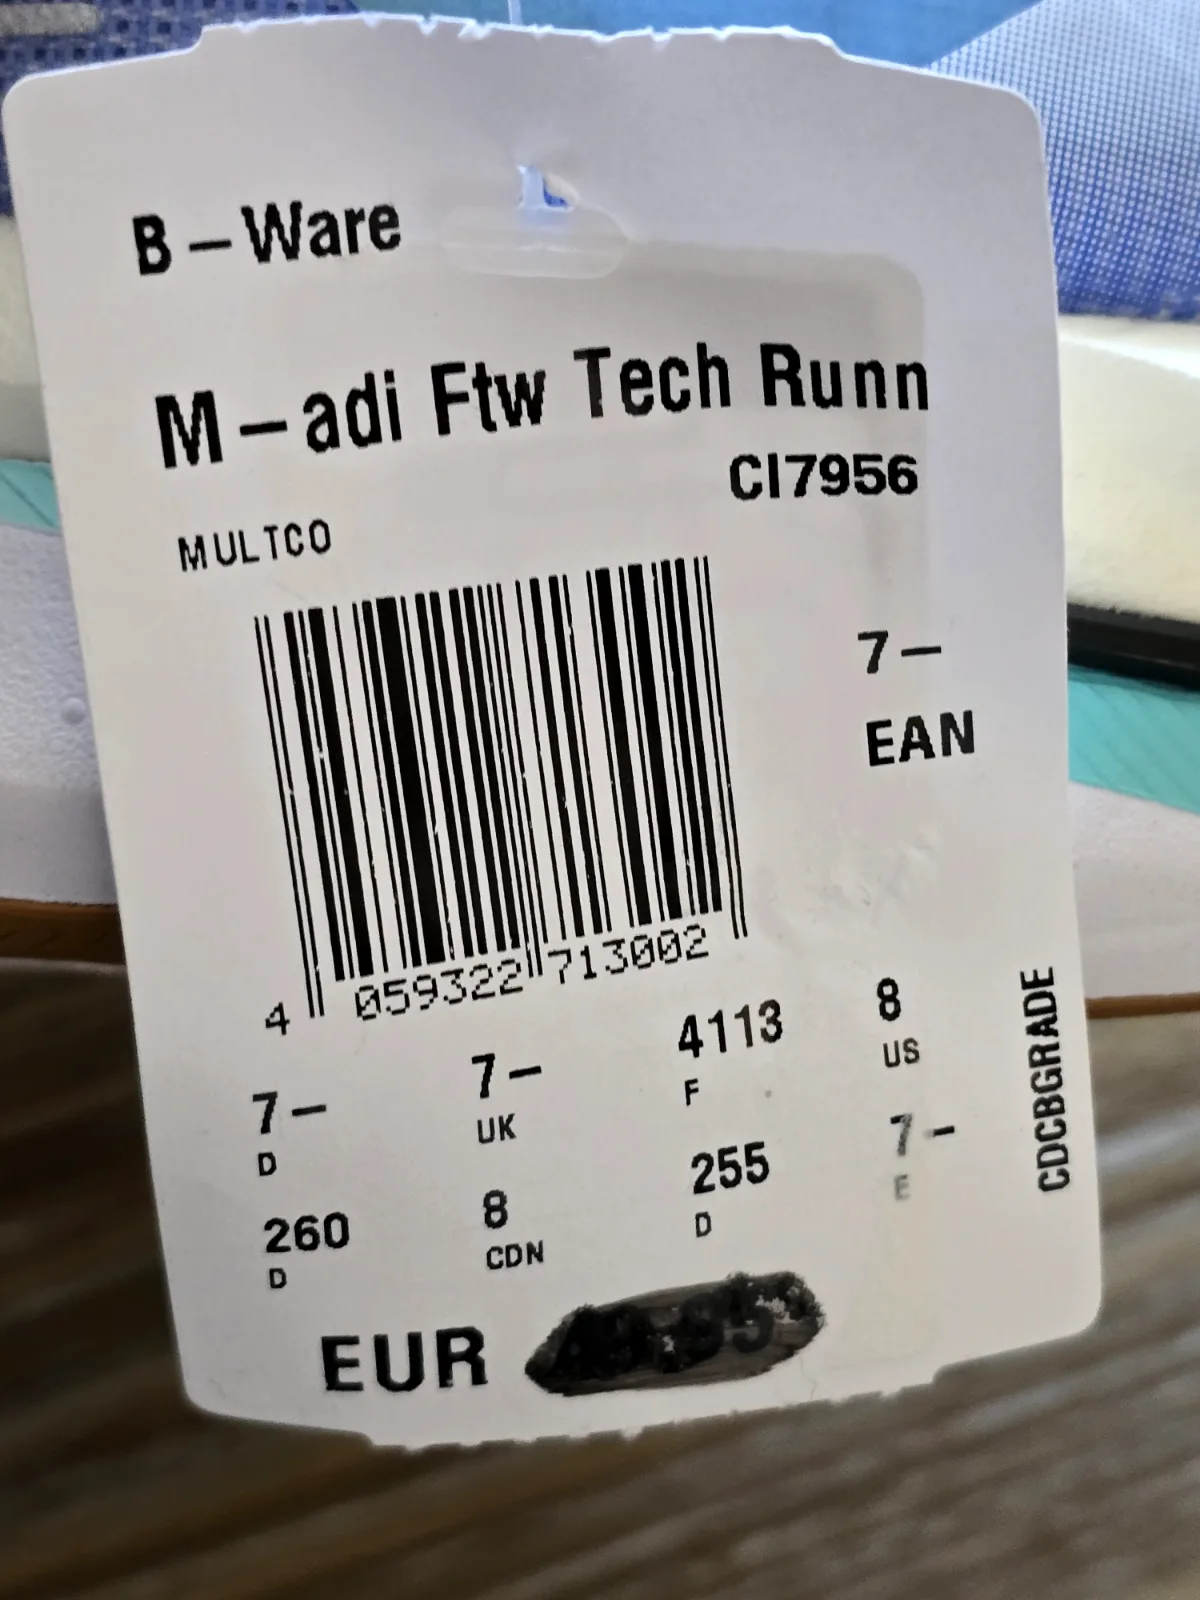 B-Ware
M-adi Ftw Tech Runn
CI7956
MULTCO
7-
EAN
4 059322 713002
7- 7- 4113 8
D UK F US
260 8 255 7-
D CDN D E
CDCBGRADE
EUR